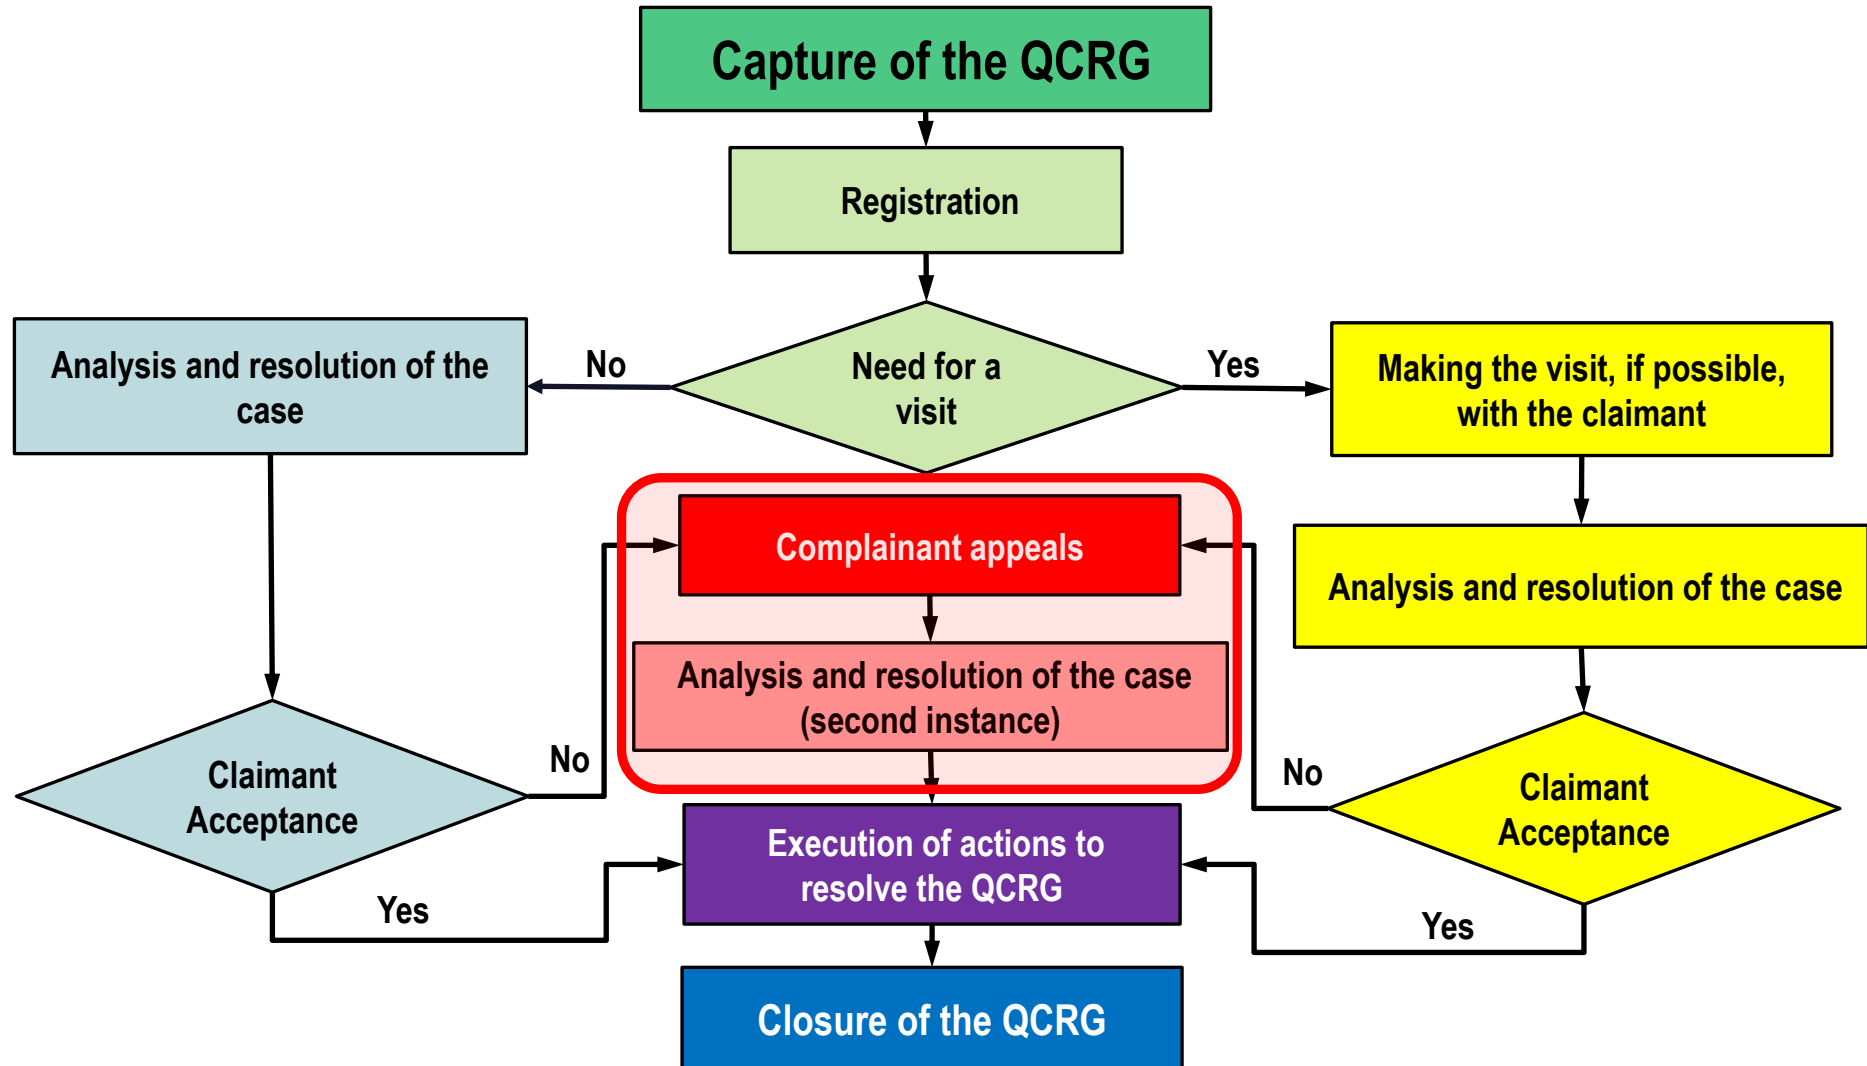 Capture of the QCRG
Registration
Need for a
visit
No
Yes
Analysis and resolution of the
case
Making the visit, if possible,
with the claimant
Complainant appeals
Analysis and resolution of the case
Analysis and resolution of the case
(second instance)
Claimant
Acceptance
No
No
Claimant
Acceptance
Execution of actions to
resolve the QCRG
Yes
Yes
Closure of the QCRG